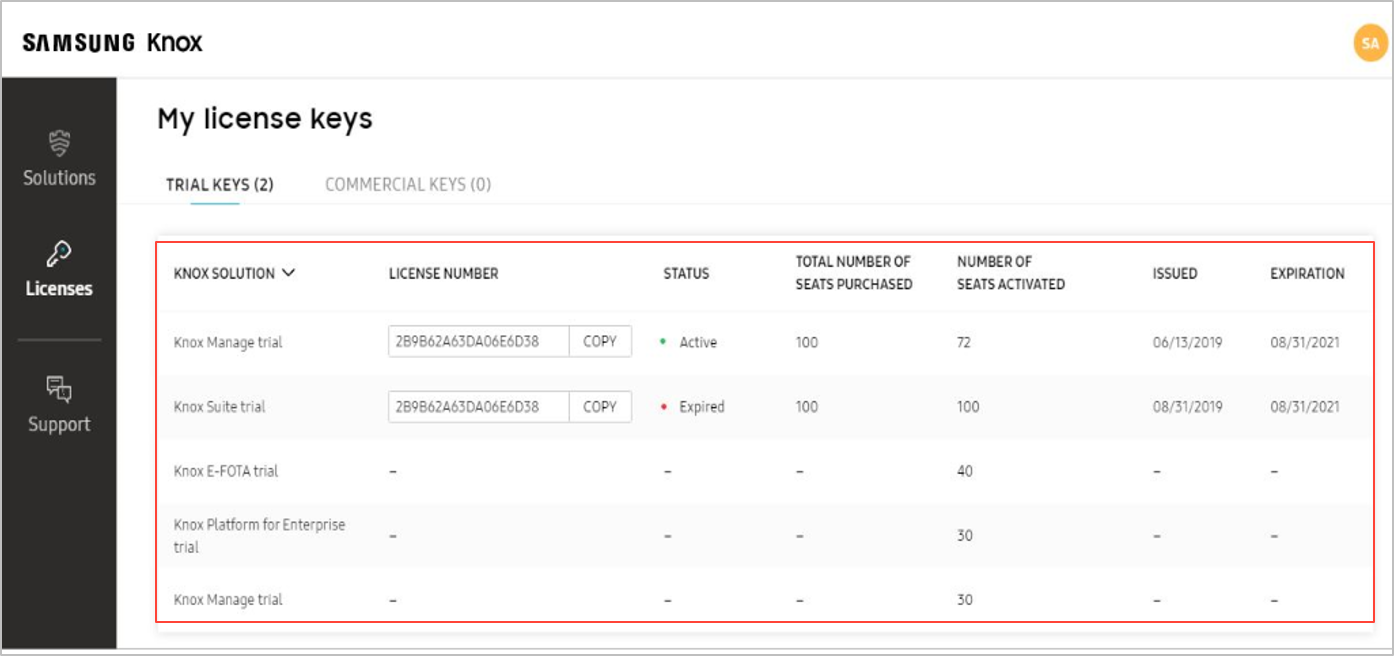 SAMSUNG Knox
SA
Solutions
Licenses
Support
My license keys
TRIAL KEYS (2) COMMERCIAL KEYS (0)
KNOX SOLUTION LICENSE NUMBER STATUS TOTAL NUMBER OF SEATS PURCHASED NUMBER OF SEATS ACTIVATED ISSUED EXPIRATION
Knox Manage trial 2B9B62A63DA06E6D38 COPY Active 100 72 06/13/2019 08/31/2021
Knox Suite trial 2B9B62A63DA06E6D38 COPY Expired 100 100 08/31/2019 08/31/2021
Knox E-FOTA trial – – – 40 – –
Knox Platform for Enterprise trial – – – 30 – –
Knox Manage trial – – – 30 – –